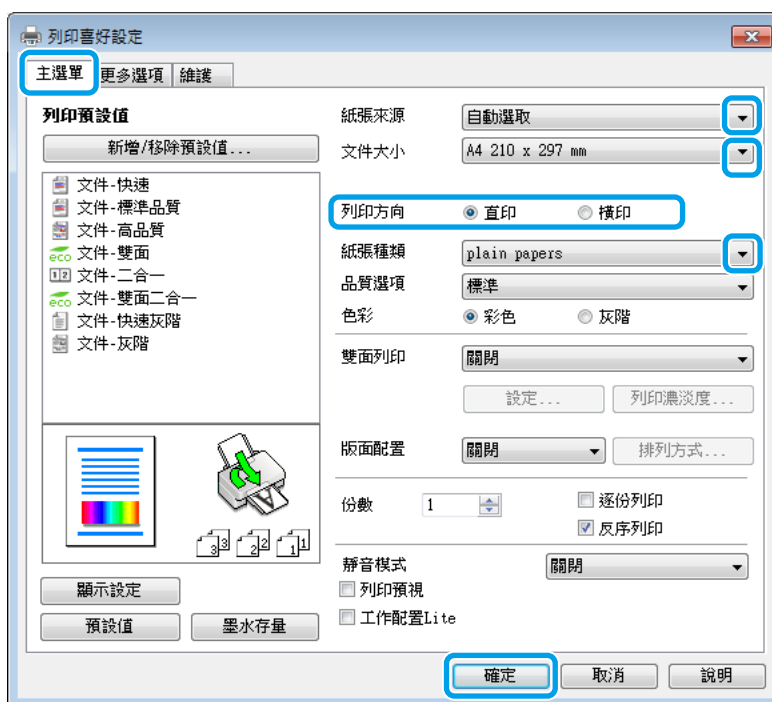 列印喜好設定
主選單 更多選項 維護
列印預設值
新增/移除預設值...
文件-快速
文件-標準品質
文件-高品質
eco 文件-雙面
12 文件-二合一
eco 文件-雙面二合一
文件-快速灰階
文件-灰階
3 3 2 2 1 1
顯示設定
預設值 墨水存量
紙張來源 自動選取
文件大小 A4 210 x 297 mm
列印方向 直印 橫印
紙張種類 plain papers
品質選項 標準
色彩 彩色 灰階
雙面列印 關閉
設定... 列印濃淡度...
版面配置 關閉 排列方式...
份數 1 逐份列印
反序列印
靜音模式 關閉
列印預視
工作配置Lite
確定 取消 說明